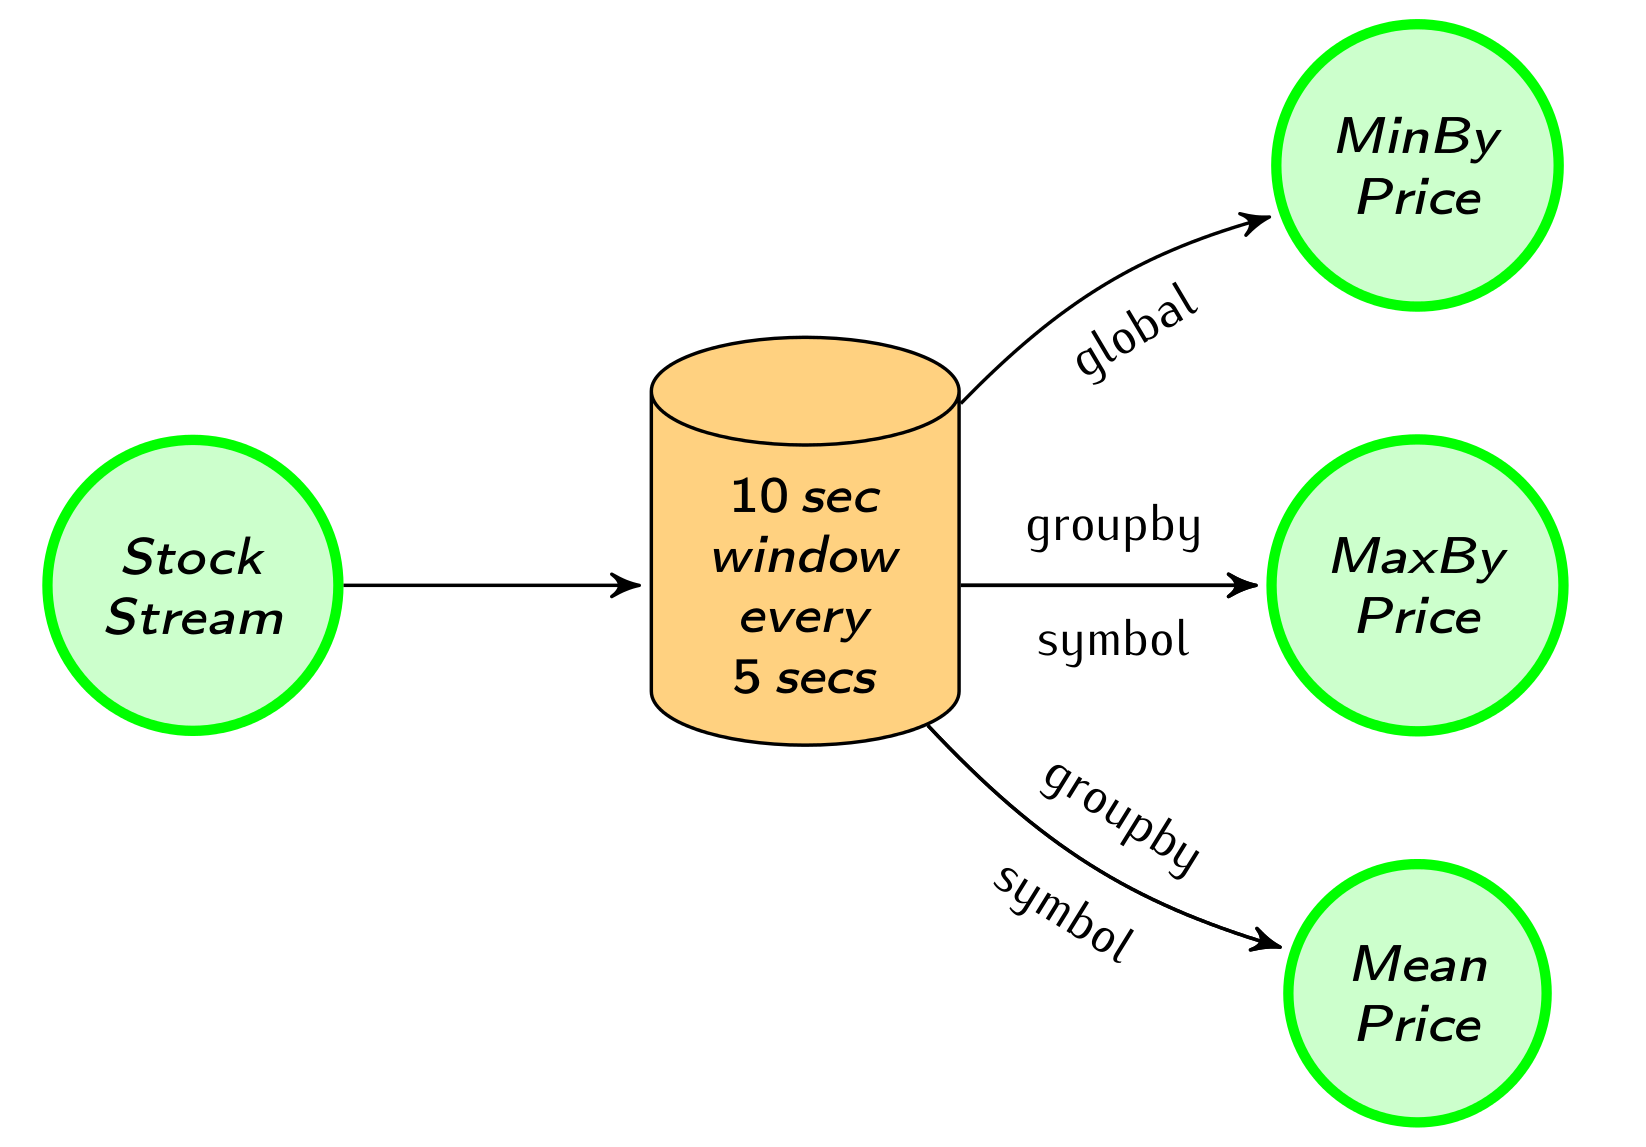 Stock
Stream
10 sec
window
every
5 secs
global
MinBy
Price
groupby
symbol
MaxBy
Price
groupby
symbol
Mean
Price